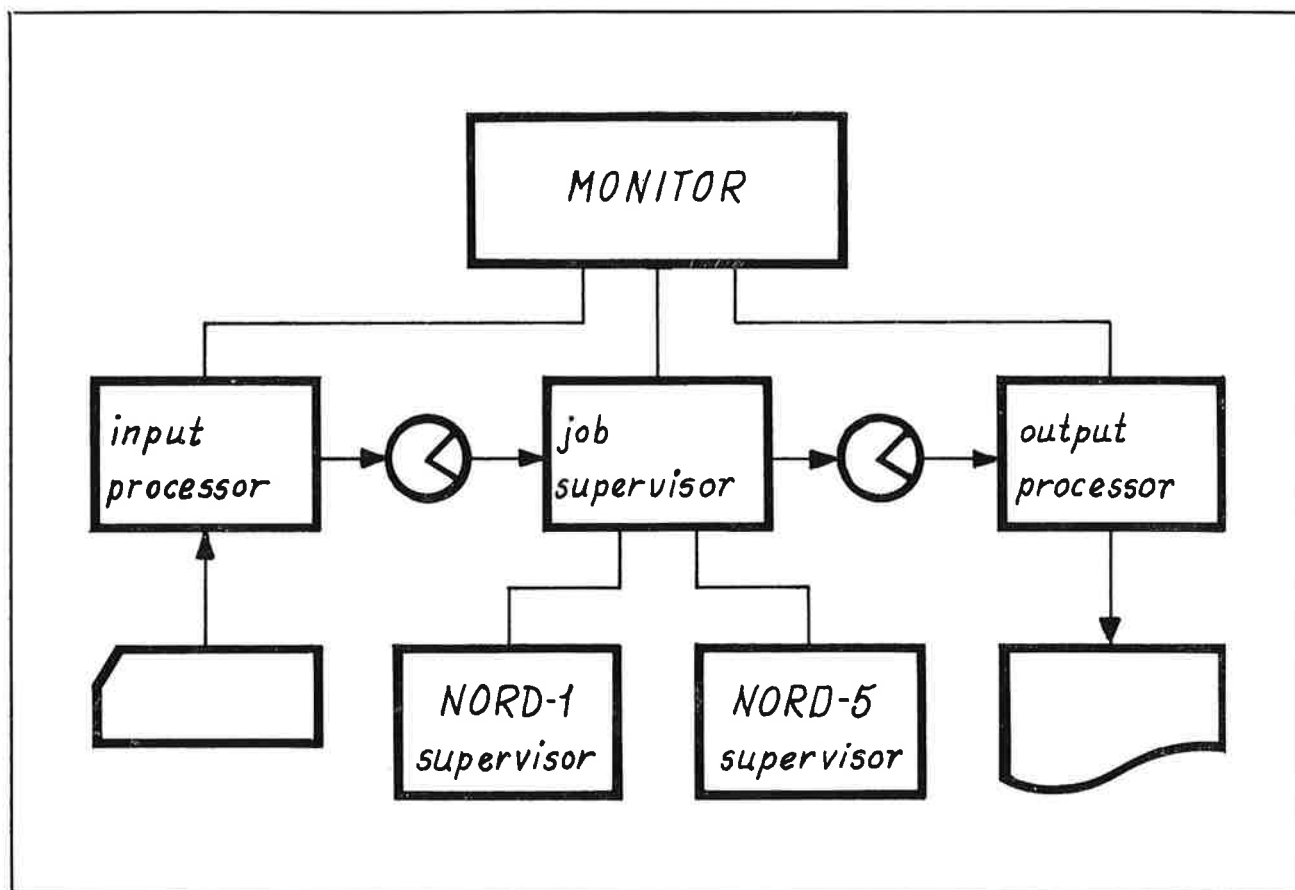 MONITOR
input
processor
job
supervisor
output
processor
NORD-1
supervisor
NORD-5
supervisor